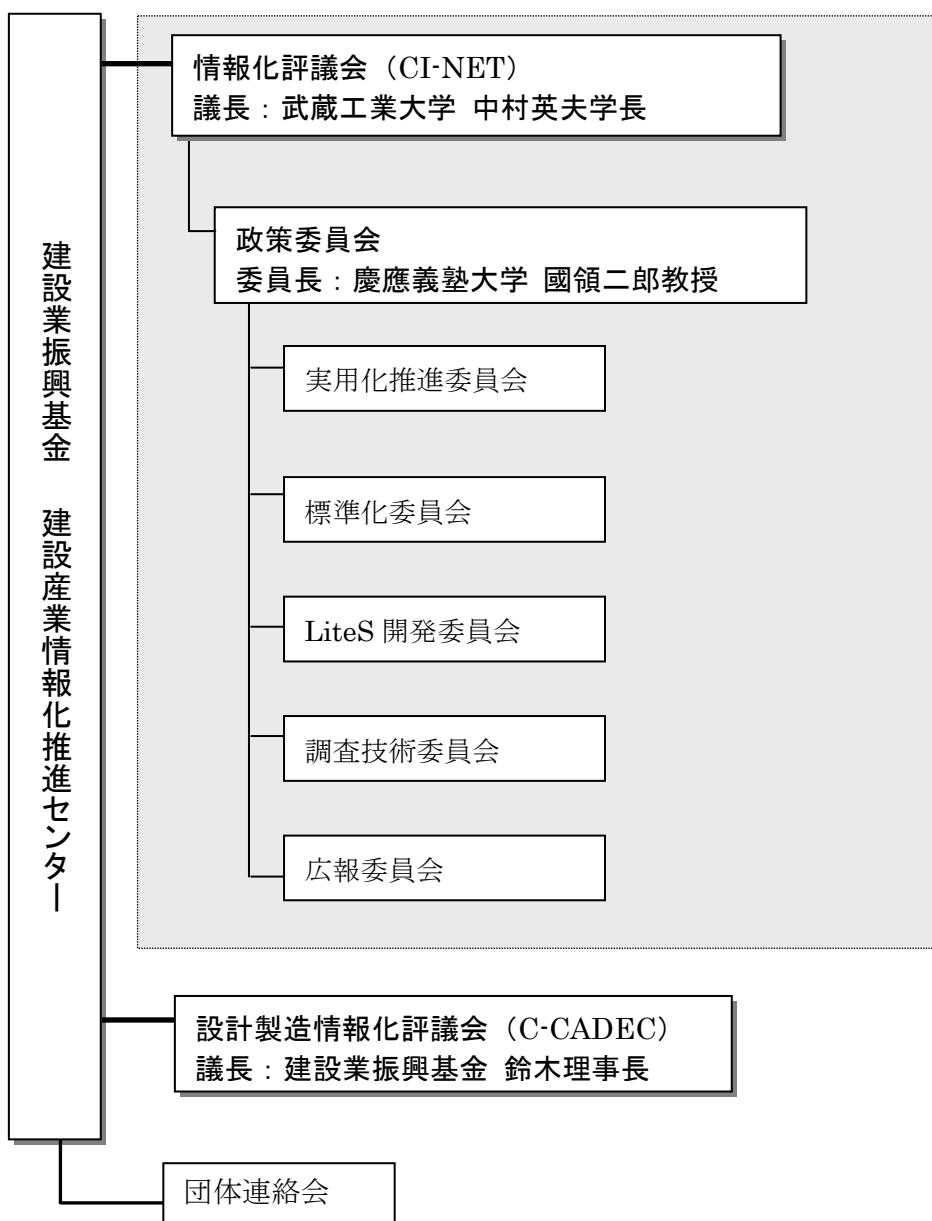 建設業振興基金 建設産業情報化推進センター
情報化評議会（CI-NET）
議長：武蔵工業大学 中村英夫学長
政策委員会
委員長：慶應義塾大学 國領二郎教授
実用化推進委員会
標準化委員会
LiteS 開発委員会
調査技術委員会
広報委員会
設計製造情報化評議会（C-CADEC）
議長：建設業振興基金 鈴木理事長
団体連絡会